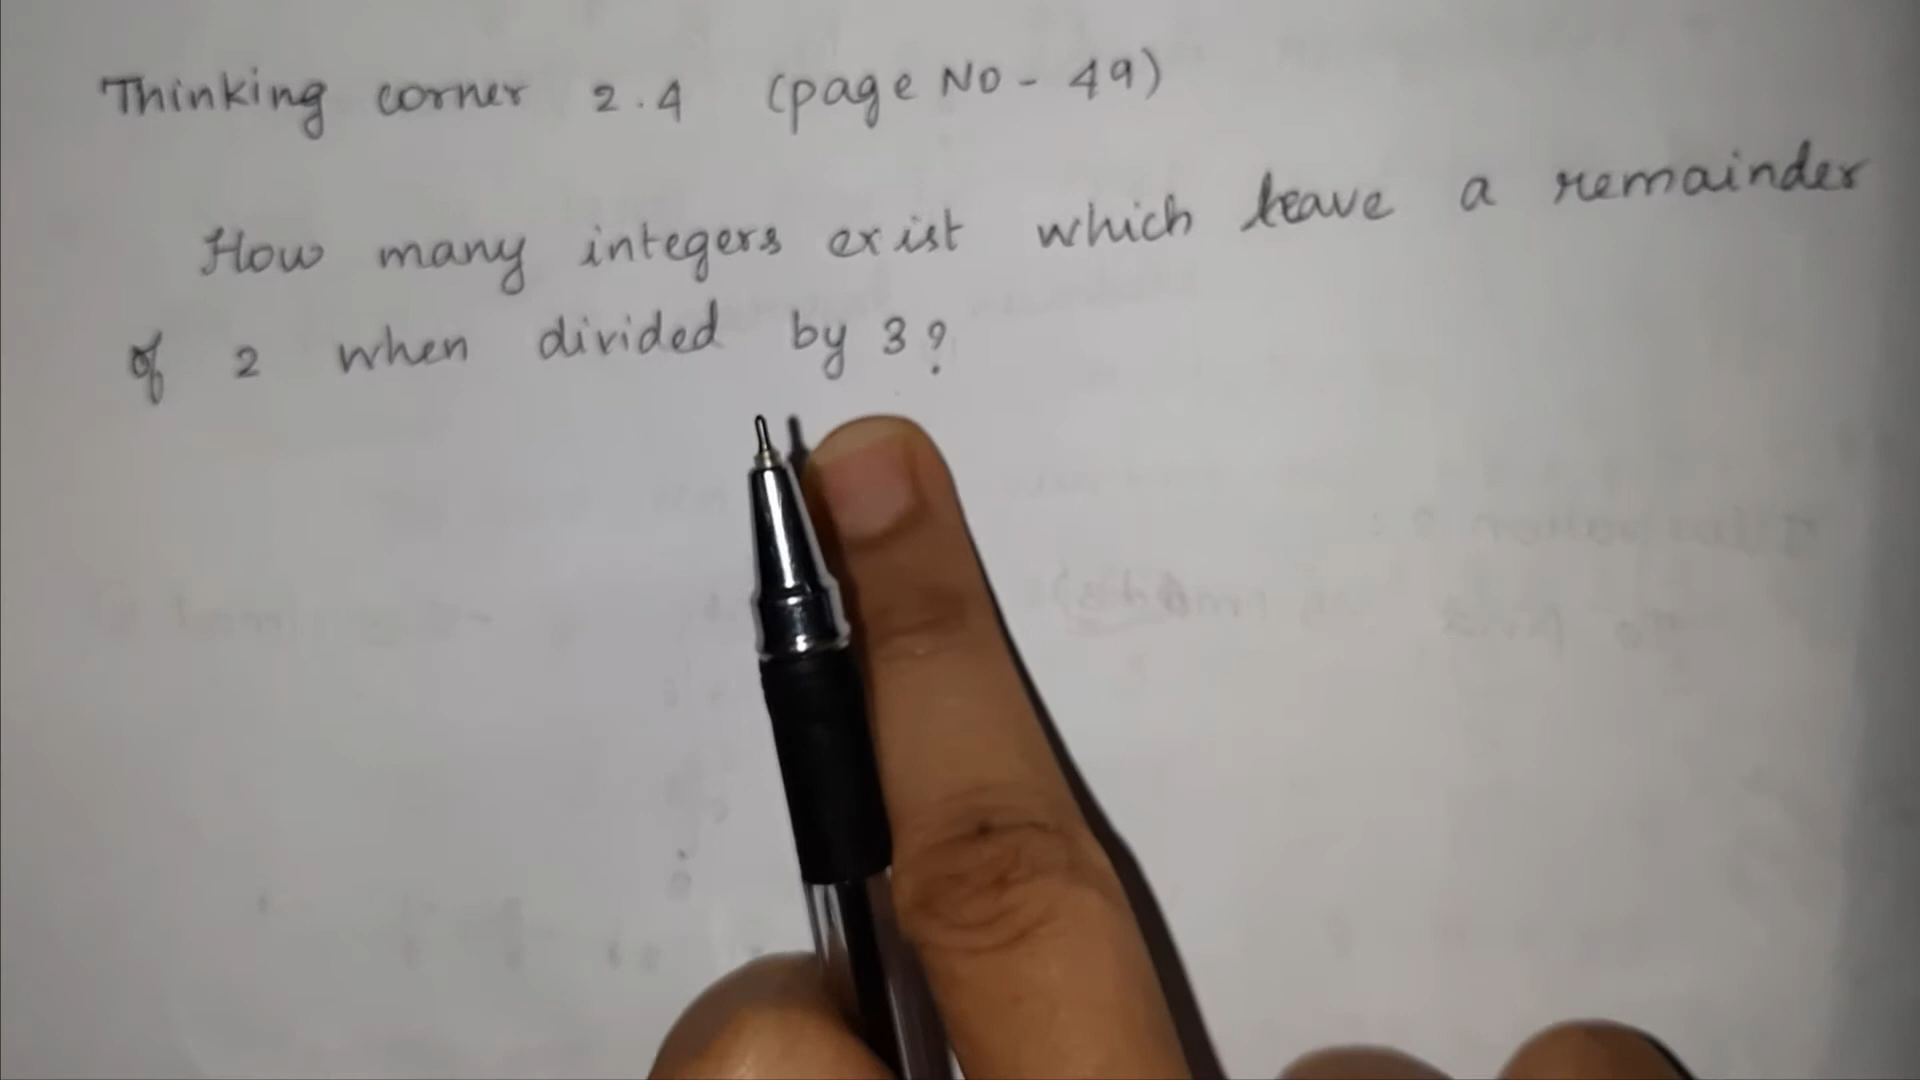 Thinking corner 2.4 (page No - 49)
How many integers exist which leave a remainder
of 2 when divided by 3?